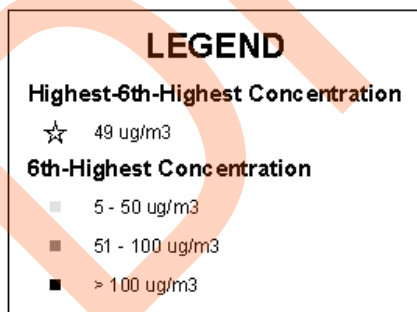 LEGEND
Highest-6th-Highest Concentration
49 ug/m3
6th-Highest Concentration
5 - 50 ug/m3
51 - 100 ug/m3
> 100 ug/m3